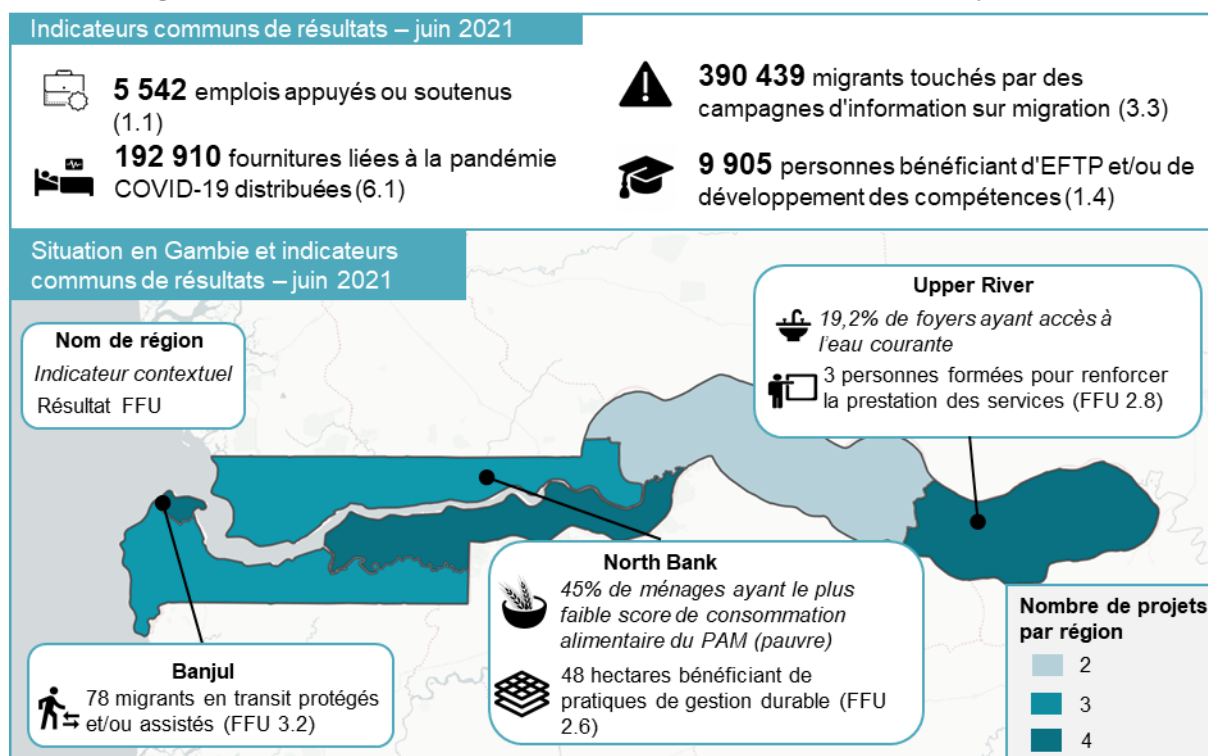 Indicateurs communs de résultats – juin 2021
5 542 emplois appuyés ou soutenus
(1.1)
192 910 fournitures liées à la pandémie
COVID-19 distribuées (6.1)
390 439 migrants touchés par des
campagnes d'information sur migration (3.3)
9 905 personnes bénéficiant d'EFTP et/ou de
développement des compétences (1.4)
Situation en Gambie et indicateurs
communs de résultats – juin 2021
Nom de région
Indicateur contextuel
Résultat FFU
Upper River
19,2% de foyers ayant accès à
l'eau courante
3 personnes formées pour renforcer
la prestation des services (FFU 2.8)
North Bank
45% de ménages ayant le plus
faible score de consommation
alimentaire du PAM (pauvre)
48 hectares bénéficiant de
pratiques de gestion durable (FFU
2.6)
Banjul
78 migrants en transit protégés
et/ou assistés (FFU 3.2)
Nombre de projets
par région
2
3
4